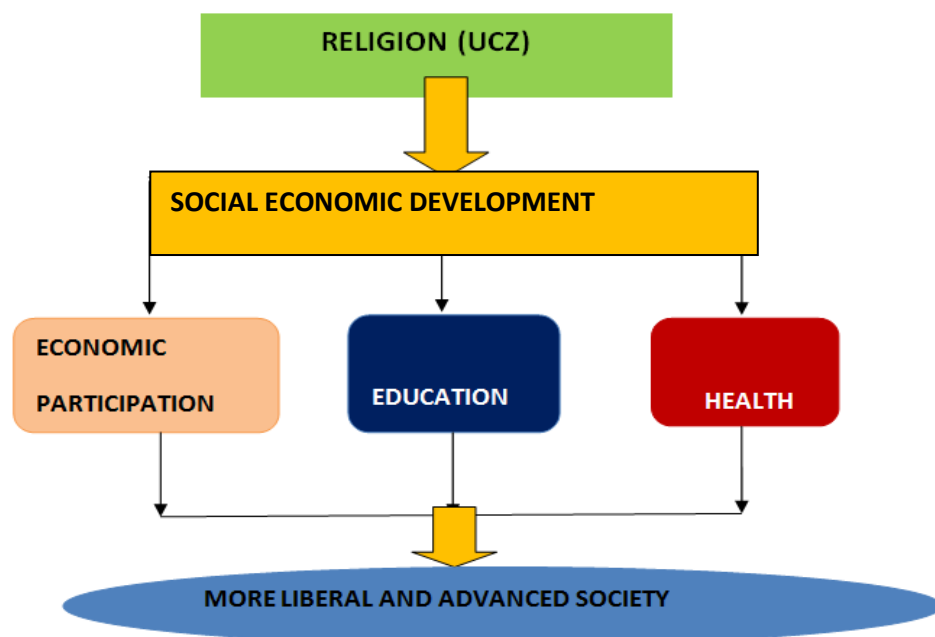 RELIGION (UCZ)
SOCIAL ECONOMIC DEVELOPMENT
ECONOMIC
PARTICIPATION
EDUCATION
HEALTH
MORE LIBERAL AND ADVANCED SOCIETY